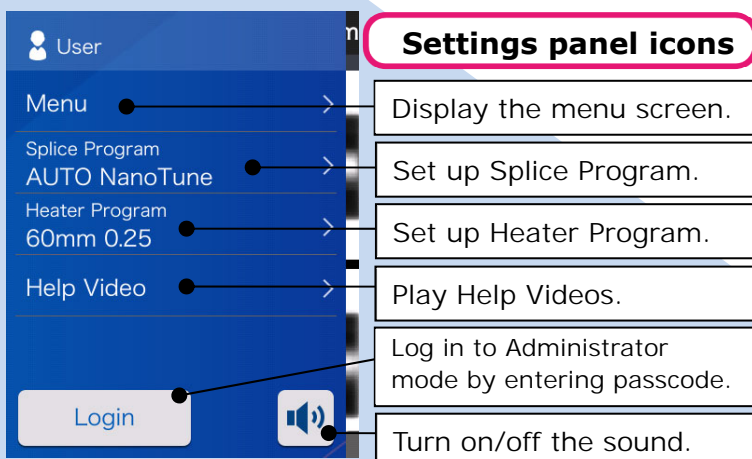 User
m
Settings panel icons
Menu
Display the menu screen.
Splice Program
AUTO NanoTune
Set up Splice Program.
Heater Program
60mm 0.25
Set up Heater Program.
Help Video
Play Help Videos.
Log in to Administrator
mode by entering passcode.
Login
Turn on/off the sound.